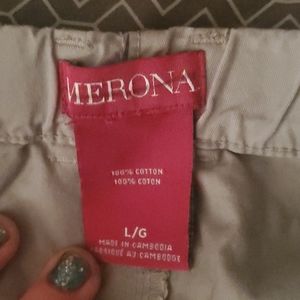 MERONA
100% COTTON
100% COTON
L/G
MADE IN CAMBODIA
FABRIQUÉ AU CAMBODGE